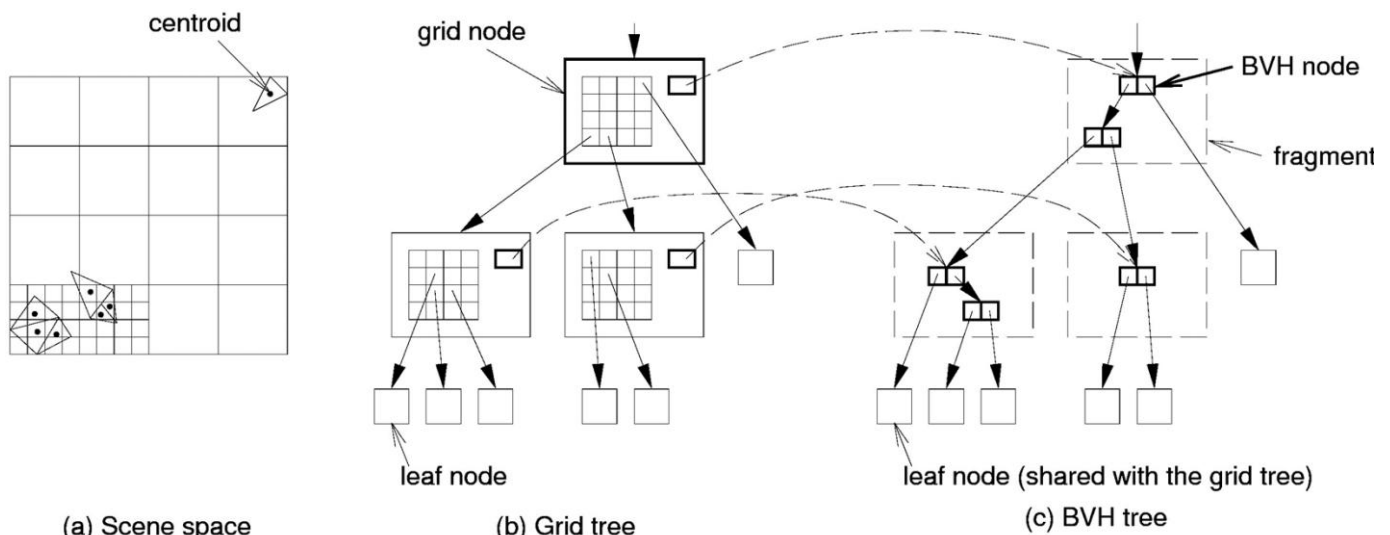 centroid
grid node
BVH node
fragment
leaf node
leaf node (shared with the grid tree)
(a) Scene space
(b) Grid tree
(c) BVH tree